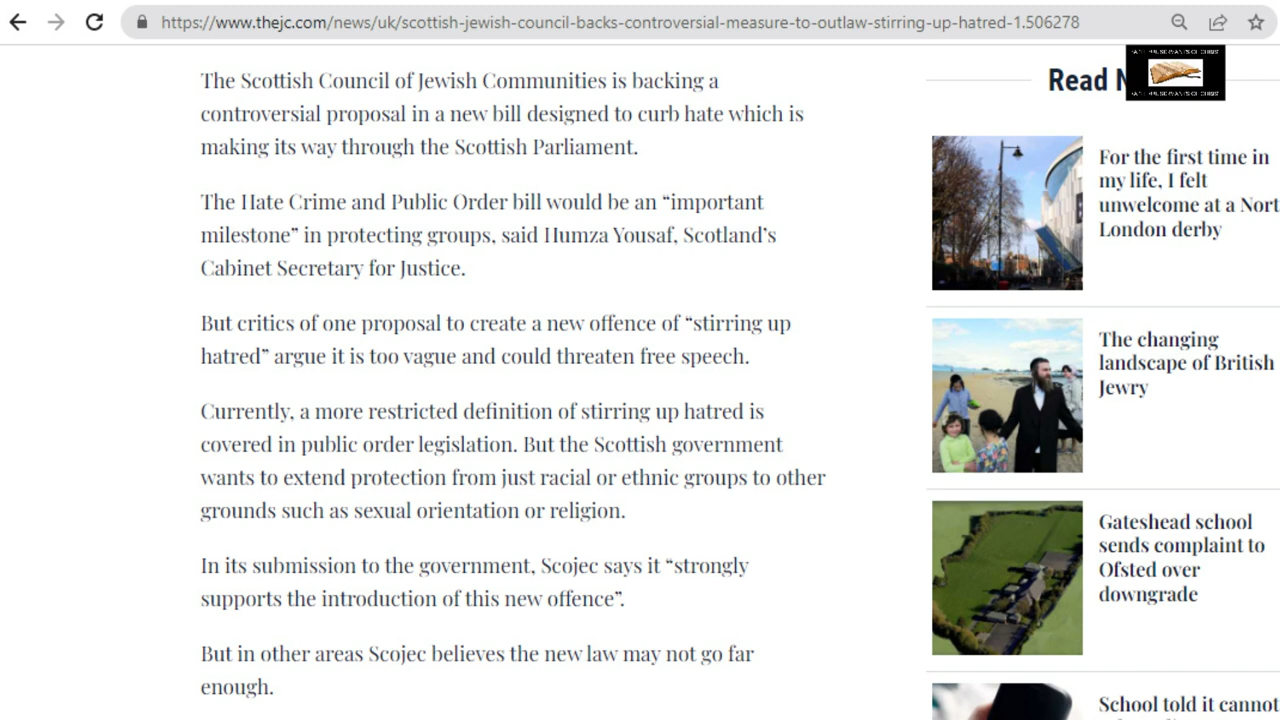 https://www.thejc.com/news/uk/scottish-jewish-council-backs-controversial-measure-to-outlaw-stirring-up-hatred-1.506278
The Scottish Council of Jewish Communities is backing a
controversial proposal in a new bill designed to curb hate which is
making its way through the Scottish Parliament.
The Hate Crime and Public Order bill would be an “important
milestone” in protecting groups, said Humza Yousaf, Scotland’s
Cabinet Secretary for Justice.
But critics of one proposal to create a new offence of “stirring up
hatred” argue it is too vague and could threaten free speech.
Currently, a more restricted definition of stirring up hatred is
covered in public order legislation. But the Scottish government
wants to extend protection from just racial or ethnic groups to other
grounds such as sexual orientation or religion.
In its submission to the government, Scojec says it “strongly
supports the introduction of this new offence”.
But in other areas Scojec believes the new law may not go far
enough.
Read
For the first time in
my life, I felt
unwelcome at a Nort
London derby
The changing
landscape of British
Jewry
Gateshead school
sends complaint to
Ofsted over
downgrade
School told it cannot